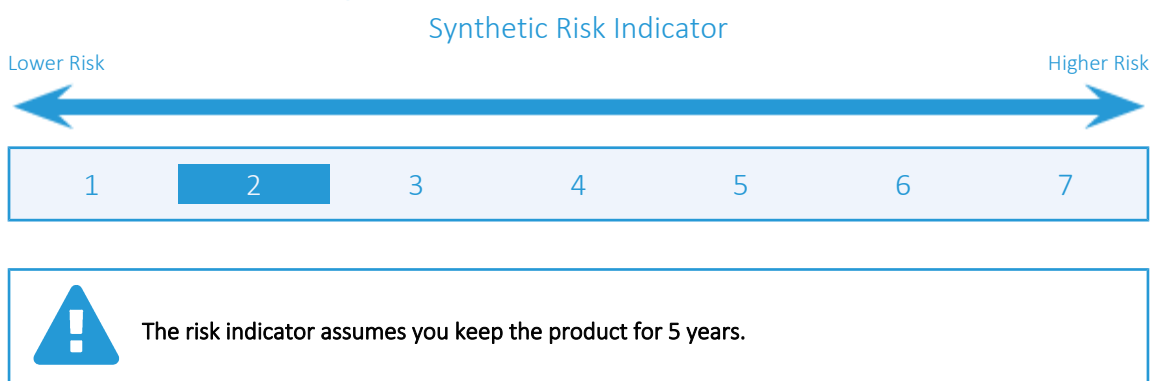 Synthetic Risk Indicator
Lower Risk Higher Risk
1 2 3 4 5 6 7
The risk indicator assumes you keep the product for 5 years.